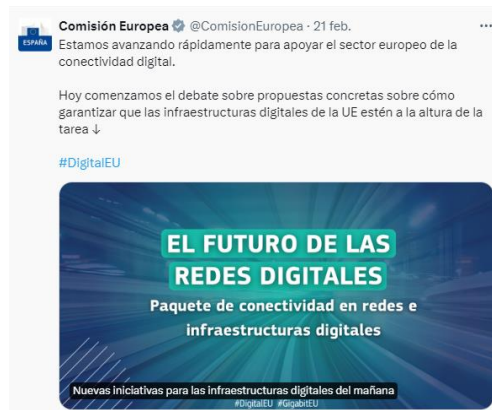 Comisión Europea @ComisionEuropea · 21 feb.
ESPAÑA
Estamos avanzando rápidamente para apoyar el sector europeo de la
conectividad digital.
Hoy comenzamos el debate sobre propuestas concretas sobre cómo
garantizar que las infraestructuras digitales de la UE estén a la altura de la
tarea ↓
#DigitalEU
EL FUTURO DE LAS
REDES DIGITALES
Paquete de conectividad en redes e
infraestructuras digitales
Nuevas iniciativas para las infraestructuras digitales del mañana
#DigitalEU #GigabitEU